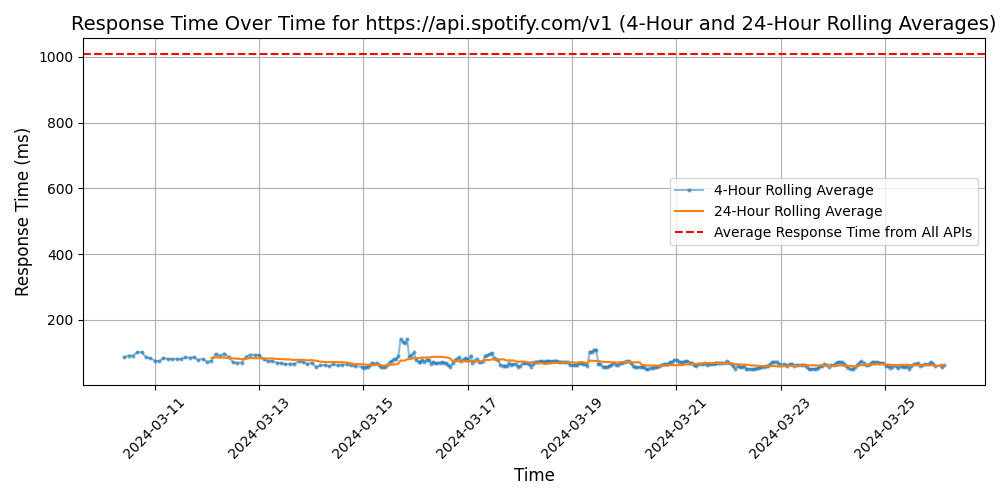 Response Time Over Time for https://api.spotify.com/v1 (4-Hour and 24-Hour Rolling Averages)
Response Time (ms)
1000
800
600
400
200
4-Hour Rolling Average
24-Hour Rolling Average
Average Response Time from All APIs
2024-03-11
2024-03-13
2024-03-15
2024-03-17
2024-03-19
2024-03-21
2024-03-23
2024-03-25
Time